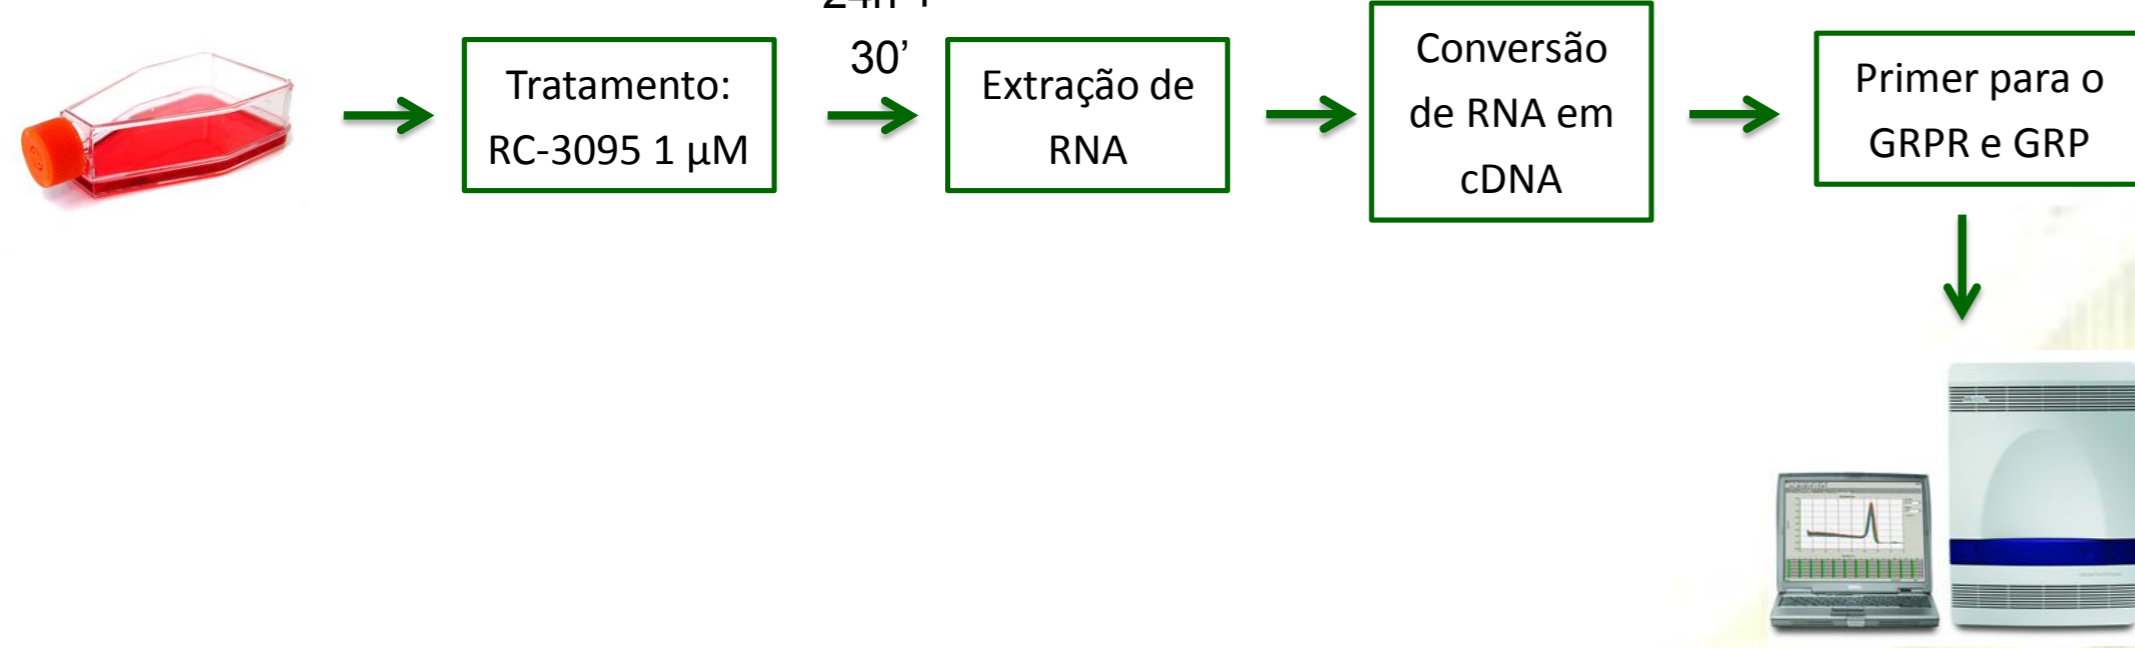 30’
Tratamento:
RC-3095 1 µM
Extração de
RNA
Conversão
de RNA em
cDNA
Primer para o
GRPR e GRP